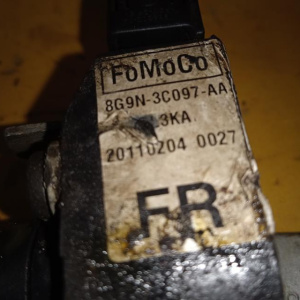 FoMoCo
8G9N-3C097-AA
3KA
20110204 0027
FR